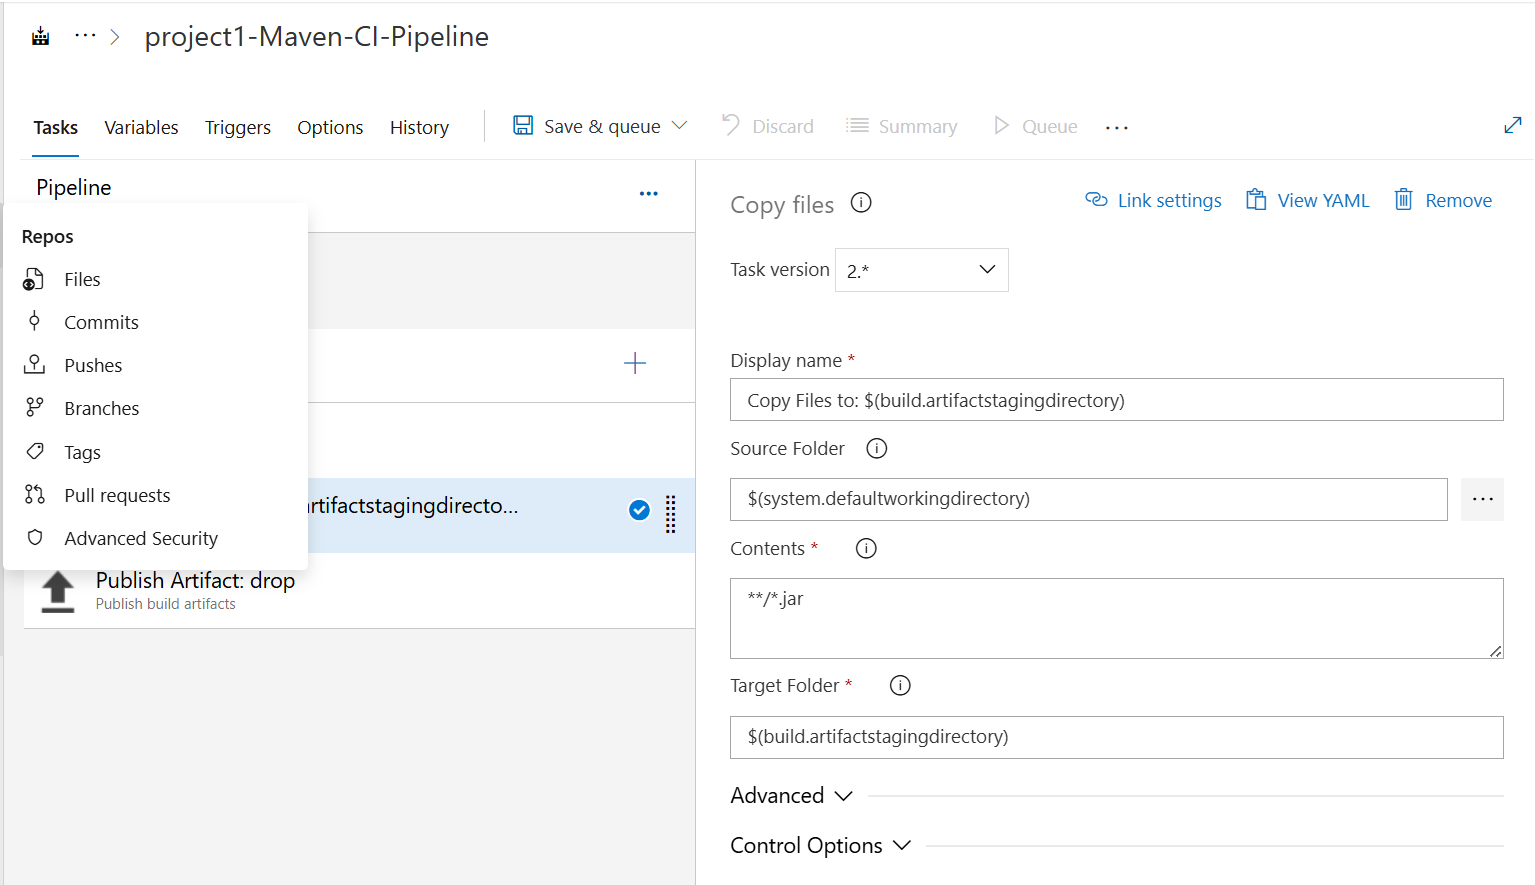 project1-Maven-CI-Pipeline
Tasks Variables Triggers Options History Save & queue Discard Summary Queue
Pipeline
Repos
Files
Commits
Pushes
Branches
Tags
Pull requests
Advanced Security
artifactstagingdirecto...
Publish Artifact: drop
Publish build artifacts
Copy files
Link settings View YAML Remove
Task version 2.*
Display name *
Copy Files to: $(build.artifactstagingdirectory)
Source Folder
$(system.defaultworkingdirectory)
Contents *
**/*.jar
Target Folder *
$(build.artifactstagingdirectory)
Advanced
Control Options